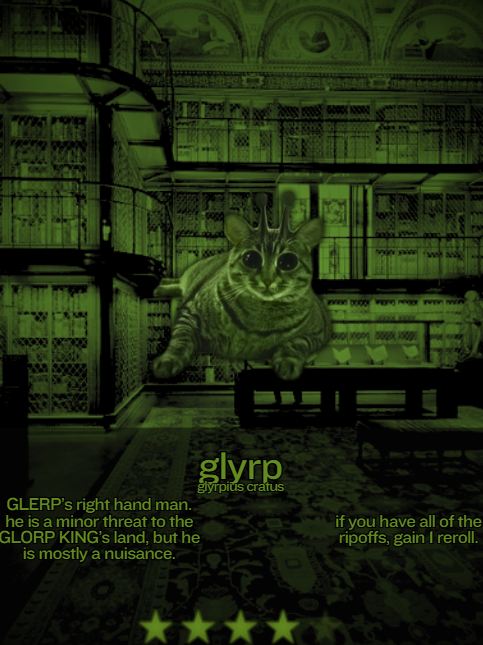 glyrp
glyrpius cratus
GLERP's right hand man.
he is a minor threat to the
GLORP KING's land, but he
is mostly a nuisance.
if you have all of the
ripoffs, gain 1 reroll.